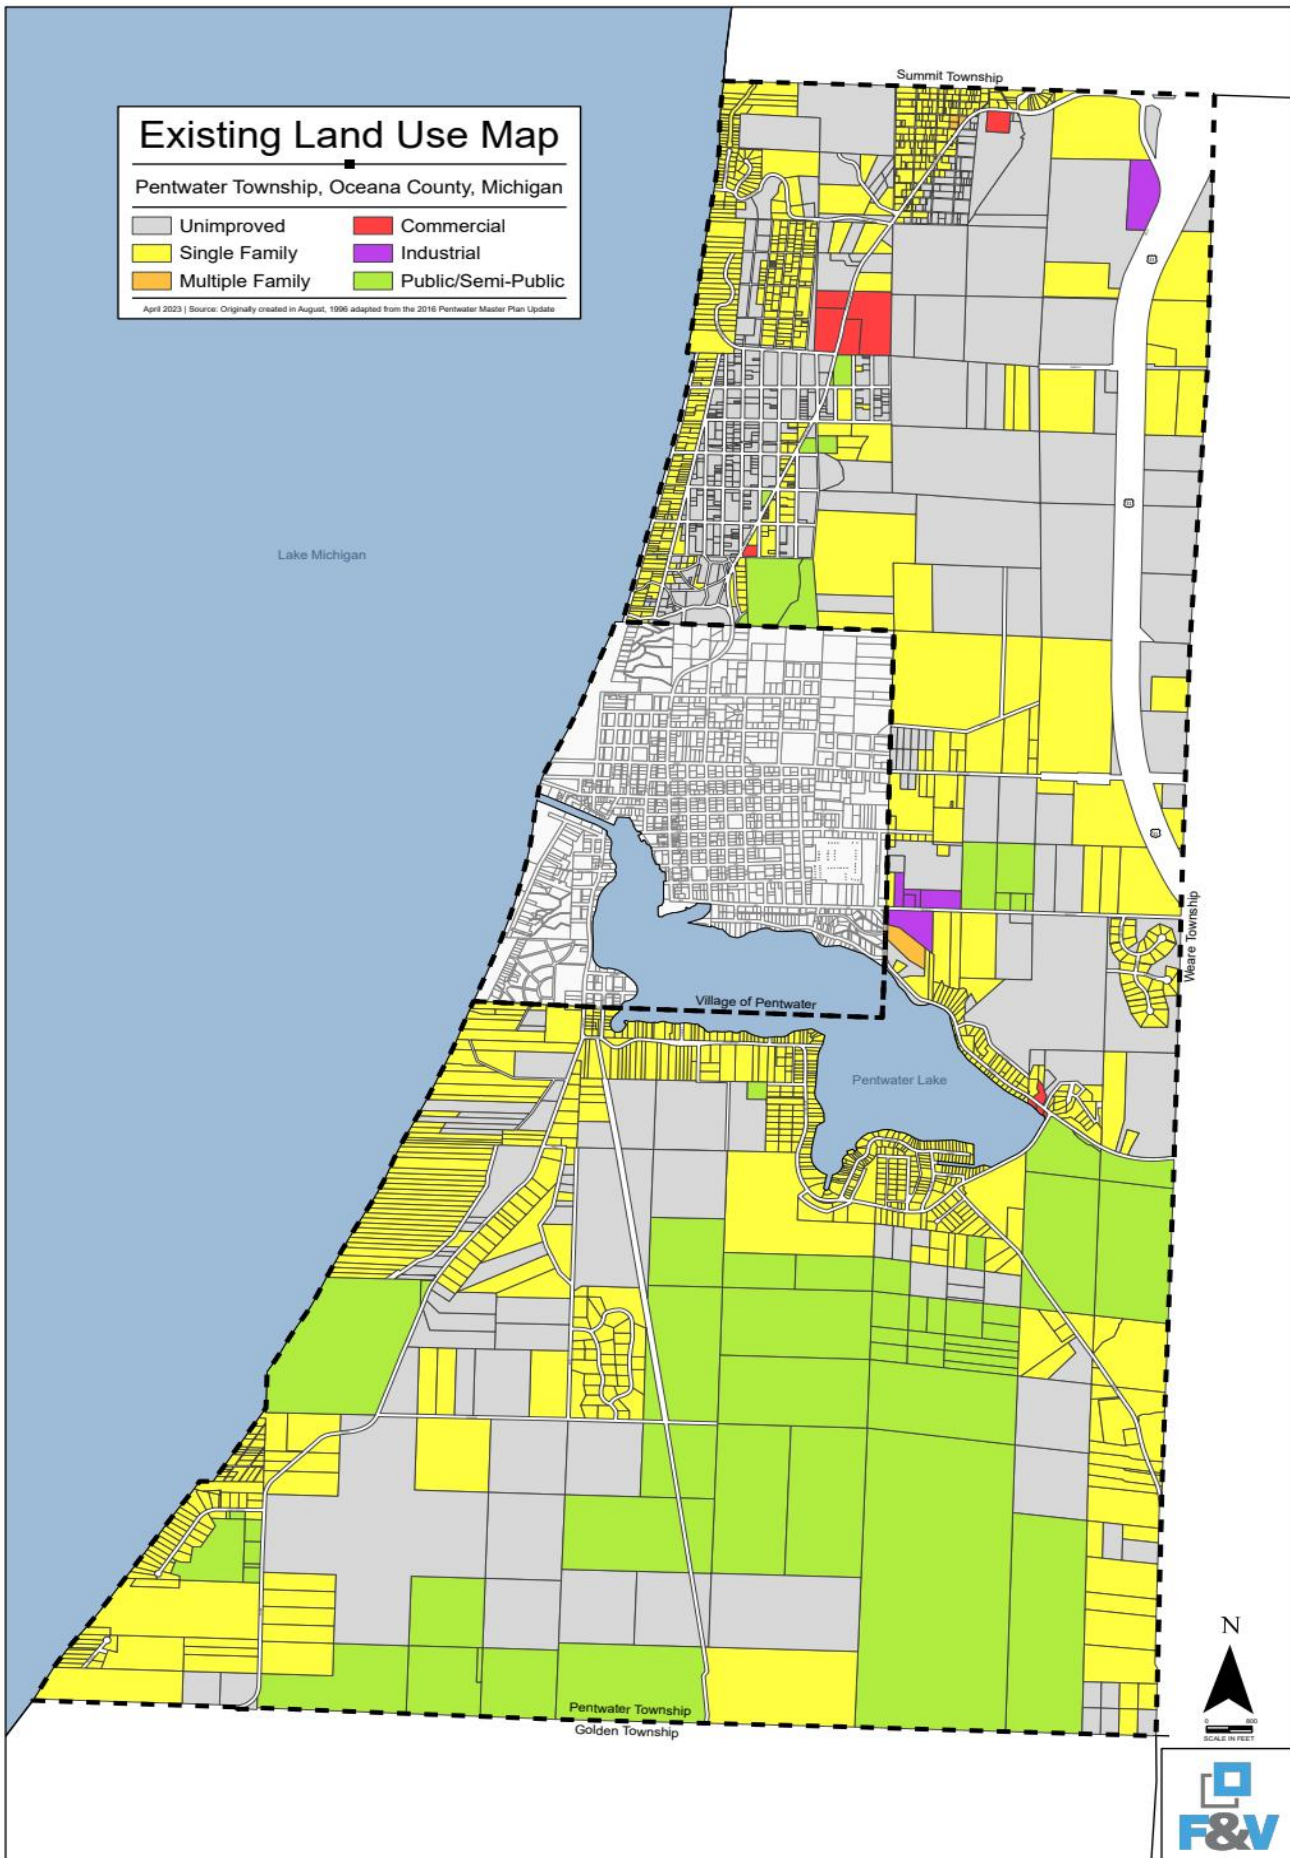 Summit Township
Existing Land Use Map
Pentwater Township, Oceana County, Michigan
Unimproved
Commercial
Single Family
Industrial
Multiple Family
Public/Semi-Public
April 2023 | Source: Originally created in August, 1996 adapted from the 2016 Pentwater Master Plan Update
Lake Michigan
Weare Township
Village of Pentwater
Pentwater Lake
Pentwater Township
Golden Township
N
0 800
SCALE IN FEET
F&V